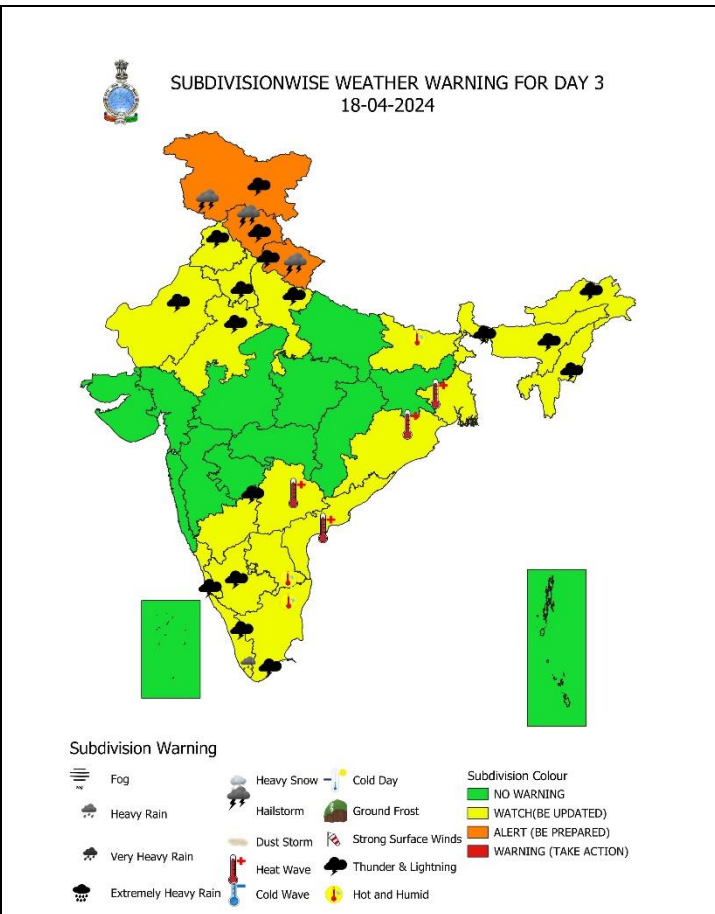 SUBDIVISIONWISE WEATHER WARNING FOR DAY 3
18-04-2024
Subdivision Warning
Fog
Heavy Rain
Very Heavy Rain
Extremely Heavy Rain
Heavy Snow
Hailstorm
Dust Storm
Heat Wave
Cold Wave
Cold Day
Ground Frost
Strong Surface Winds
Thunder & Lightning
Hot and Humid
Subdivision Colour
NO WARNING
WATCH(BE UPDATED)
ALERT (BE PREPARED)
WARNING (TAKE ACTION)